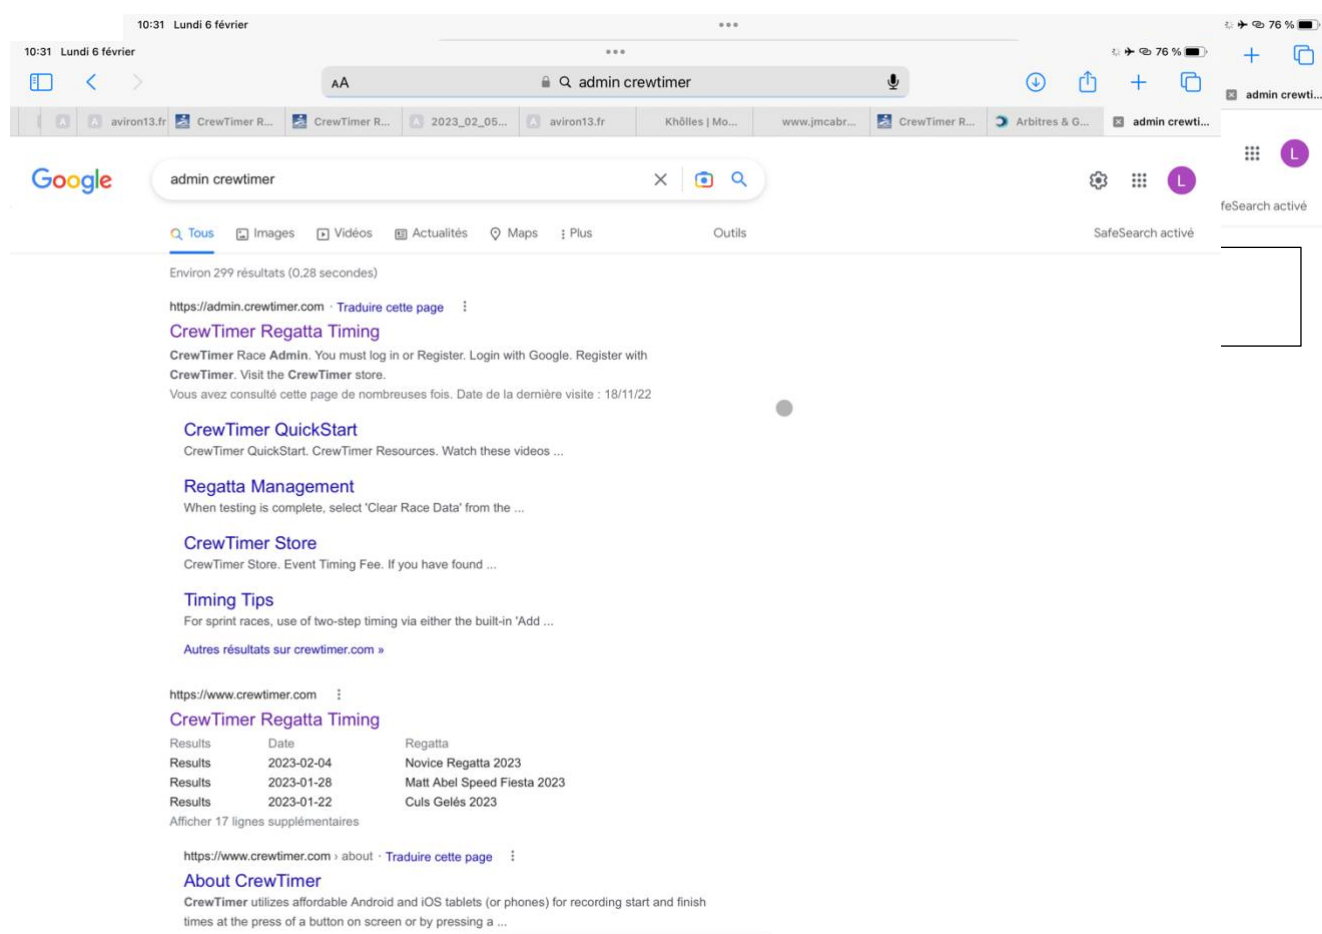 10:31 Lundi 6 février
76 %
10:31 Lundi 6 février
76 %
AA
admin crewtimer
admin crewti...
aviron13.fr
CrewTimer R...
CrewTimer R...
2023_02_05...
aviron13.fr
Khôlles | Mo...
www.jmcabr...
CrewTimer R...
Arbitres & G...
admin crewti...
L
Google
admin crewtimer
L
feSearch activé
Tous Images Vidéos Actualités Maps Plus Outils SafeSearch activé
Environ 299 résultats (0,28 secondes)
https://admin.crewtimer.com · Traduire cette page
CrewTimer Regatta Timing
CrewTimer Race Admin. You must log in or Register. Login with Google. Register with
CrewTimer. Visit the CrewTimer store.
Vous avez consulté cette page de nombreuses fois. Date de la dernière visite : 18/11/22
CrewTimer QuickStart
CrewTimer QuickStart. CrewTimer Resources. Watch these videos ...
Regatta Management
When testing is complete, select 'Clear Race Data' from the ...
CrewTimer Store
CrewTimer Store. Event Timing Fee. If you have found ...
Timing Tips
For sprint races, use of two-step timing via either the built-in 'Add ...
Autres résultats sur crewtimer.com »
https://www.crewtimer.com
CrewTimer Regatta Timing
Results Date Regatta
Results 2023-02-04 Novice Regatta 2023
Results 2023-01-28 Matt Abel Speed Fiesta 2023
Results 2023-01-22 Culs Gelés 2023
Afficher 17 lignes supplémentaires
https://www.crewtimer.com › about · Traduire cette page
About CrewTimer
CrewTimer utilizes affordable Android and iOS tablets (or phones) for recording start and finish
times at the press of a button on screen or by pressing a ...